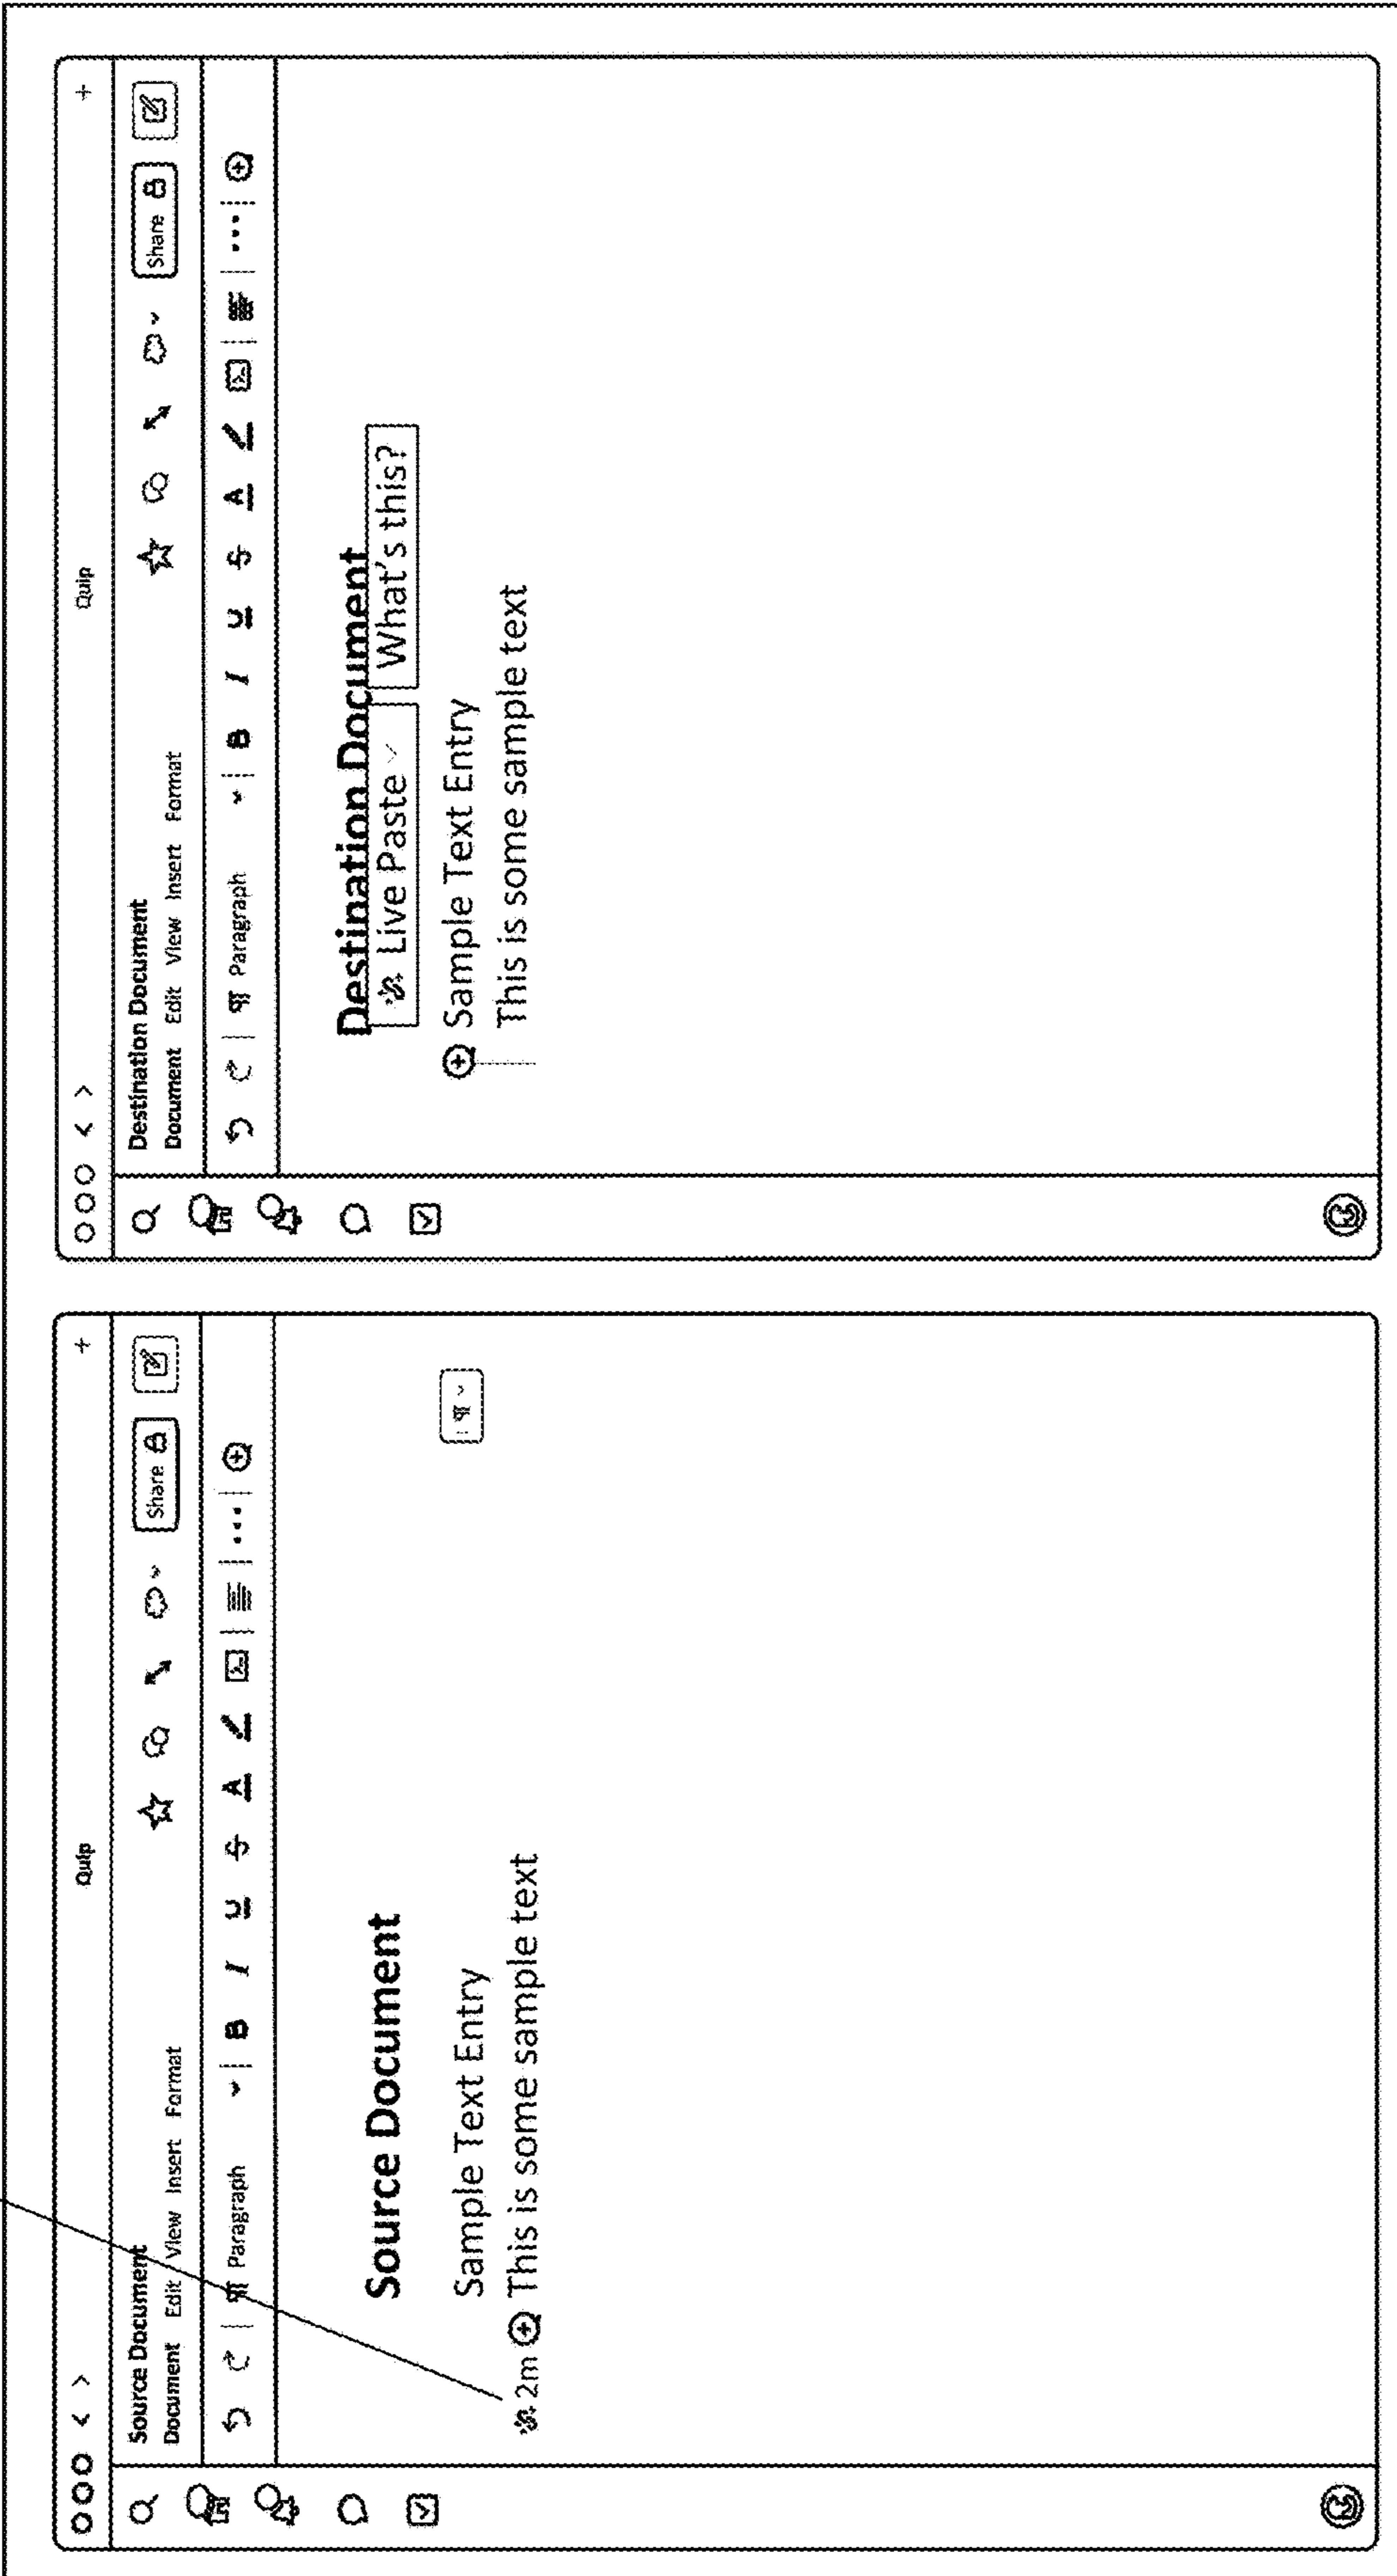 Quip
Source Document
Document Edit View Insert Format
Share
Paragraph B I U S A
Source Document
Sample Text Entry
2m This is some sample text
Quip
Destination Document
Document Edit View Insert Format
Share
Paragraph B I U S A
Destination Document
Live Paste What's this?
Sample Text Entry
This is some sample text